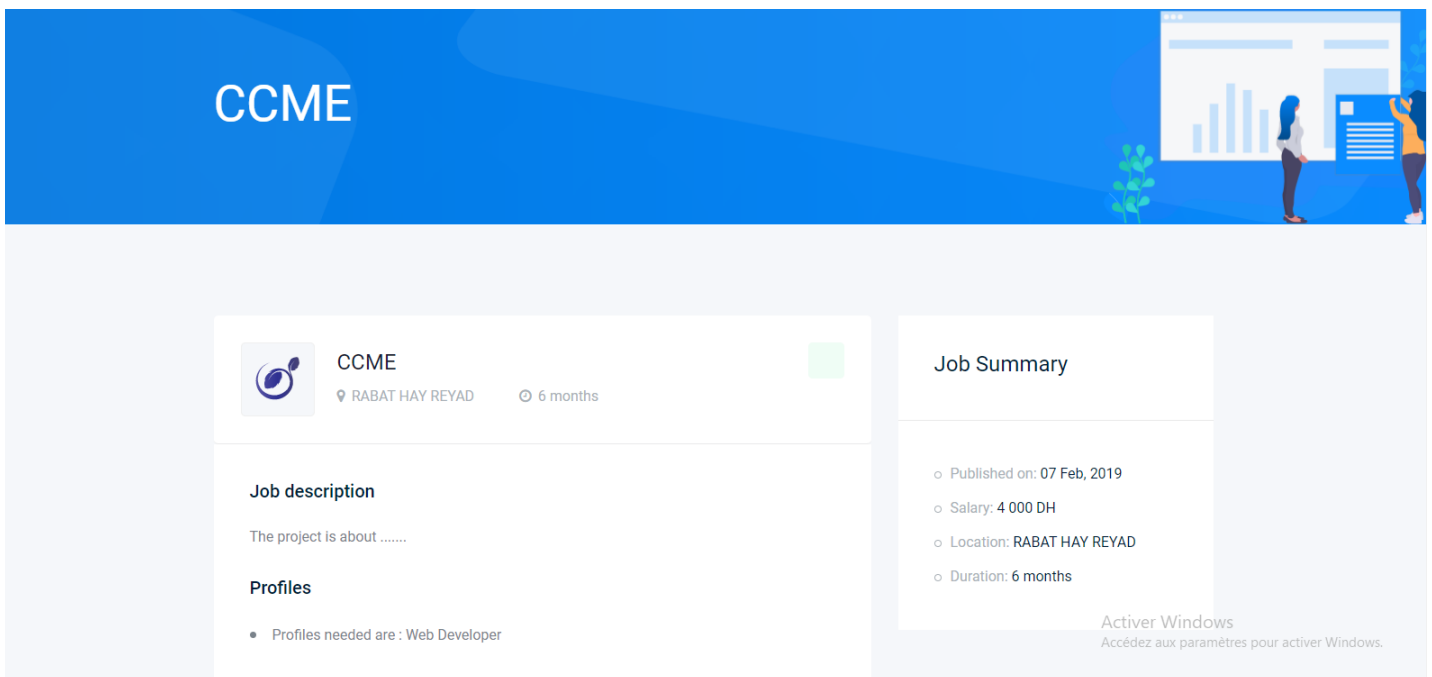 CCME
CCME
RABAT HAY REYAD 6 months
Job description
The project is about .......
Profiles
Profiles needed are : Web Developer
Job Summary
Published on: 07 Feb, 2019
Salary: 4 000 DH
Location: RABAT HAY REYAD
Duration: 6 months
Activer Windows
Accédez aux paramètres pour activer Windows.